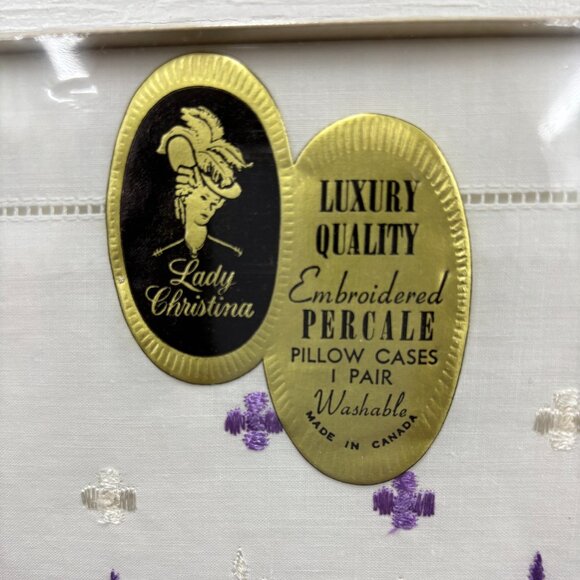 Lady
Christina
LUXURY
QUALITY
Embroidered
PERCALE
PILLOW CASES
1 PAIR
Washable
MADE IN CANADA